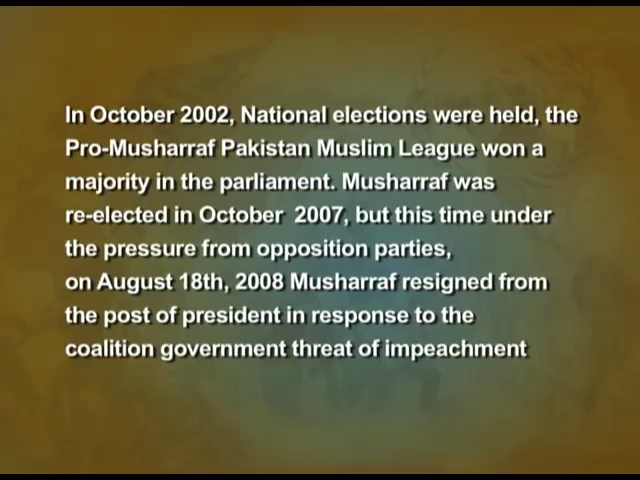 In October 2002, National elections were held, the
Pro-Musharraf Pakistan Muslim League won a
majority in the parliament. Musharraf was
re-elected in October 2007, but this time under
the pressure from opposition parties,
on August 18th, 2008 Musharraf resigned from
the post of president in response to the
coalition government threat of impeachment